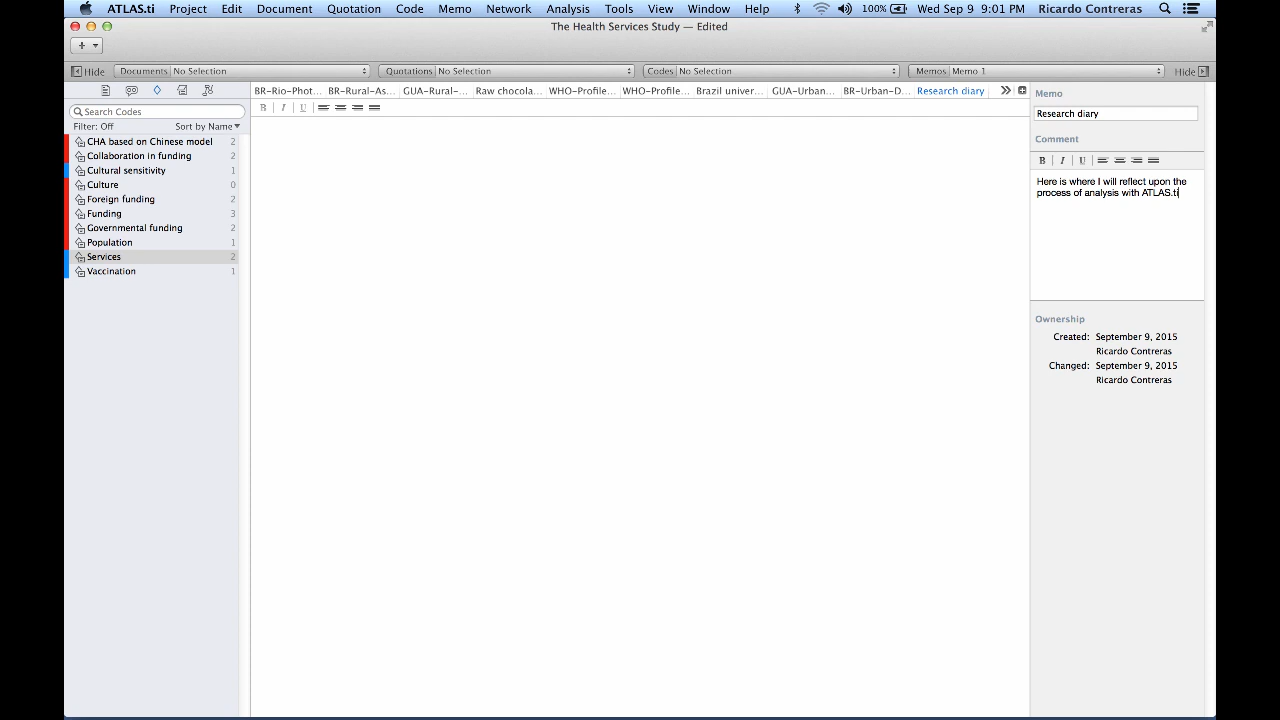 ATLAS.ti Project Edit Document Quotation Code Memo Network Analysis Tools View Window Help 100% Wed Sep 9 9:01 PM Ricardo Contreras
The Health Services Study — Edited
Hide Documents No Selection Quotations No Selection Codes No Selection Memos Memo 1 Hide
BR-Rio-Phot... BR-Rural-As... GUA-Rural-... Raw chocola... WHO-Profile... WHO-Profile... Brazil univer... GUA-Urban... BR-Urban-D... Research diary
B I U
Search Codes
Filter: Off Sort by Name
CHA based on Chinese model 2
Collaboration in funding 2
Cultural sensitivity 1
Culture 0
Foreign funding 2
Funding 3
Governmental funding 2
Population 1
Services 2
Vaccination 1
Memo
Research diary
Comment
B I U
Here is where I will reflect upon the
process of analysis with ATLAS.ti
Ownership
Created: September 9, 2015
Ricardo Contreras
Changed: September 9, 2015
Ricardo Contreras